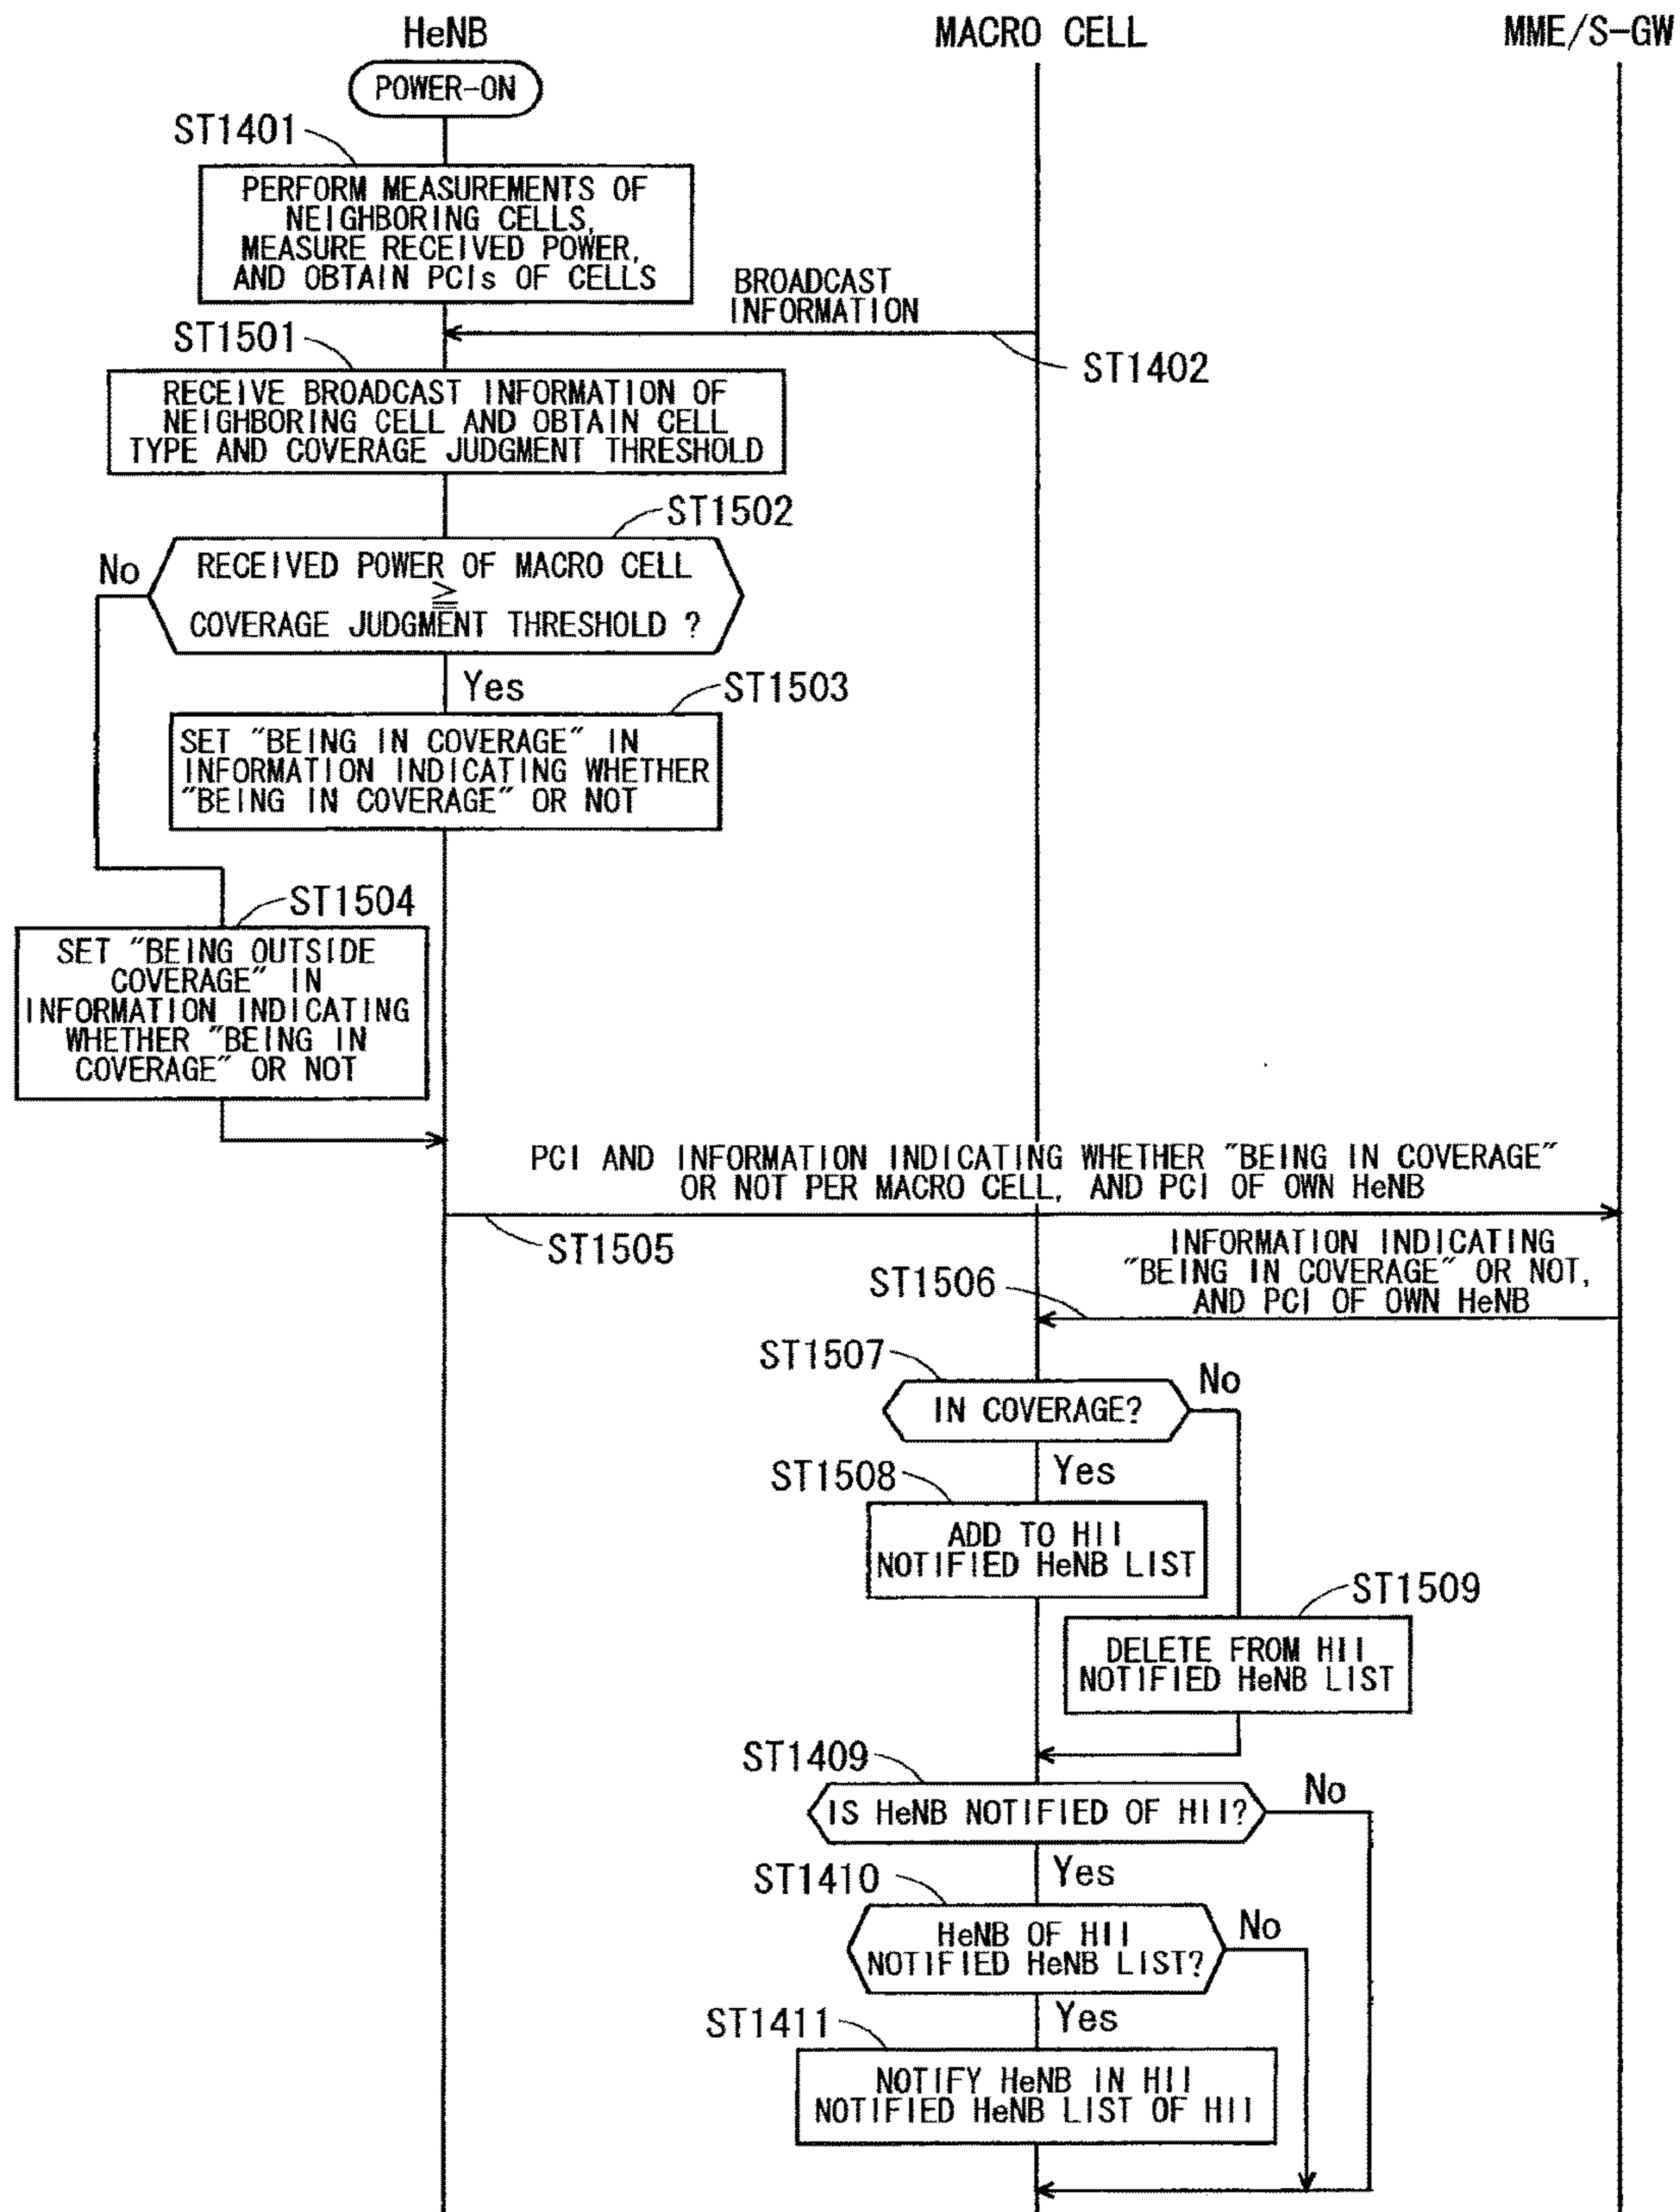 HeNB
MACRO CELL
MME/S-GW
POWER-ON
ST1401
PERFORM MEASUREMENTS OF
NEIGHBORING CELLS,
MEASURE RECEIVED POWER,
AND OBTAIN PCIs OF CELLS
BROADCAST
INFORMATION
ST1402
ST1501
RECEIVE BROADCAST INFORMATION OF
NEIGHBORING CELL AND OBTAIN CELL
TYPE AND COVERAGE JUDGMENT THRESHOLD
ST1502
No
RECEIVED POWER OF MACRO CELL
≧
COVERAGE JUDGMENT THRESHOLD ?
Yes
ST1503
SET "BEING IN COVERAGE" IN
INFORMATION INDICATING WHETHER
"BEING IN COVERAGE" OR NOT
ST1504
SET "BEING OUTSIDE
COVERAGE" IN
INFORMATION INDICATING
WHETHER "BEING IN
COVERAGE" OR NOT
PCI AND INFORMATION INDICATING WHETHER "BEING IN COVERAGE"
OR NOT PER MACRO CELL, AND PCI OF OWN HeNB
ST1505
INFORMATION INDICATING
"BEING IN COVERAGE" OR NOT,
AND PCI OF OWN HeNB
ST1506
ST1507
IN COVERAGE?
No
Yes
ST1508
ADD TO HII
NOTIFIED HeNB LIST
ST1509
DELETE FROM HII
NOTIFIED HeNB LIST
ST1409
IS HeNB NOTIFIED OF HII?
No
Yes
ST1410
HeNB OF HII
NOTIFIED HeNB LIST?
No
Yes
ST1411
NOTIFY HeNB IN HII
NOTIFIED HeNB LIST OF HII